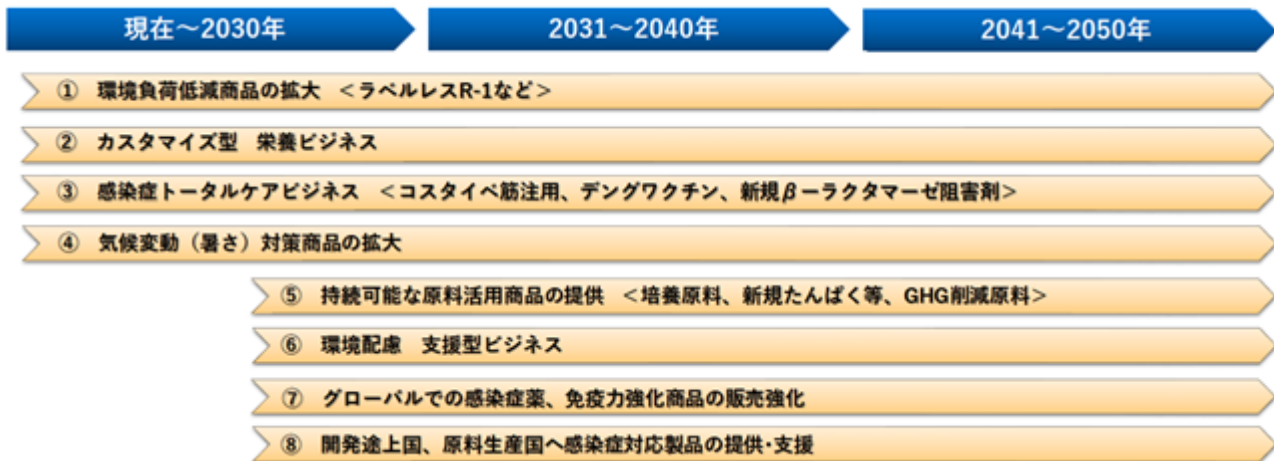 現在～2030年
2031～2040年
2041～2050年
① 環境負荷低減商品の拡大 ＜ラベルレスR-1など＞
② カスタマイズ型 栄養ビジネス
③ 感染症トータルケアビジネス ＜コスタイベ筋注用、デングワクチン、新規βーラクタマーゼ阻害剤＞
④ 気候変動（暑さ）対策商品の拡大
⑤ 持続可能な原料活用商品の提供 ＜培養原料、新規たんぱく等、GHG削減原料＞
⑥ 環境配慮 支援型ビジネス
⑦ グローバルでの感染症薬、免疫力強化商品の販売強化
⑧ 開発途上国、原料生産国へ感染症対応製品の提供・支援